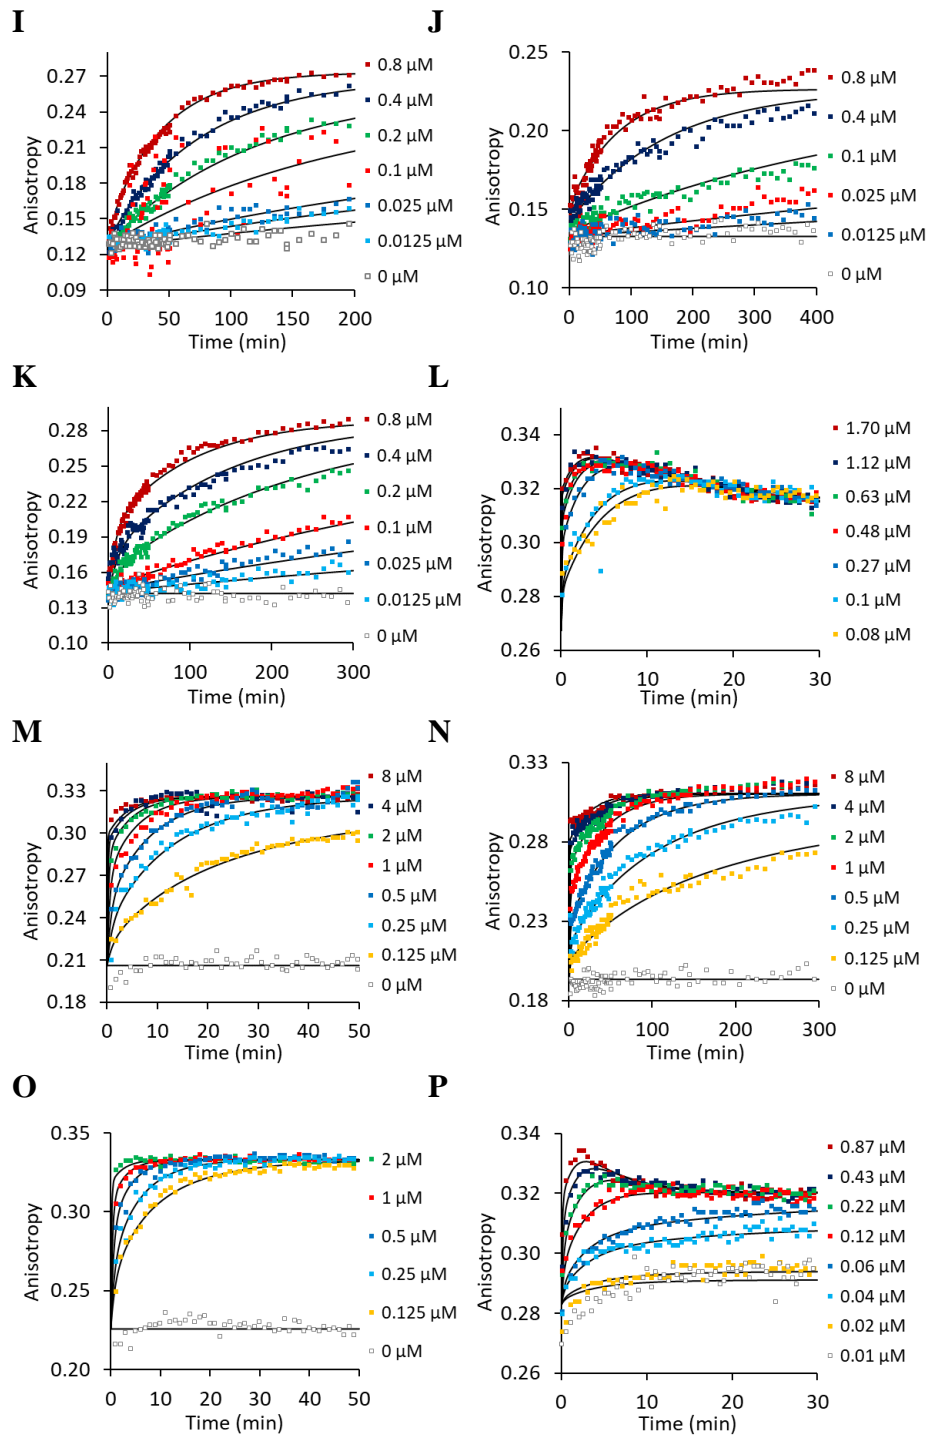 I
Anisotropy
0.27
0.24
0.21
0.18
0.15
0.12
0.09
0 50 100 150 200
Time (min)
0.8 µM
0.4 µM
0.2 µM
0.1 µM
0.025 µM
0.0125 µM
0 µM
J
Anisotropy
0.25
0.20
0.15
0.10
0 100 200 300 400
Time (min)
0.8 µM
0.4 µM
0.1 µM
0.025 µM
0.0125 µM
0 µM
K
Anisotropy
0.28
0.25
0.22
0.19
0.16
0.13
0.10
0 100 200 300
Time (min)
0.8 µM
0.4 µM
0.2 µM
0.1 µM
0.025 µM
0.0125 µM
0 µM
L
Anisotropy
0.34
0.32
0.30
0.28
0.26
0 10 20 30
Time (min)
1.70 µM
1.12 µM
0.63 µM
0.48 µM
0.27 µM
0.1 µM
0.08 µM
M
Anisotropy
0.33
0.30
0.27
0.24
0.21
0.18
0 10 20 30 40 50
Time (min)
8 µM
4 µM
2 µM
1 µM
0.5 µM
0.25 µM
0.125 µM
0 µM
N
Anisotropy
0.33
0.28
0.23
0.18
0 100 200 300
Time (min)
8 µM
4 µM
2 µM
1 µM
0.5 µM
0.25 µM
0.125 µM
0 µM
O
Anisotropy
0.35
0.30
0.25
0.20
0 10 20 30 40 50
Time (min)
2 µM
1 µM
0.5 µM
0.25 µM
0.125 µM
0 µM
P
Anisotropy
0.34
0.32
0.30
0.28
0.26
0 10 20 30
Time (min)
0.87 µM
0.43 µM
0.22 µM
0.12 µM
0.06 µM
0.04 µM
0.02 µM
0.01 µM